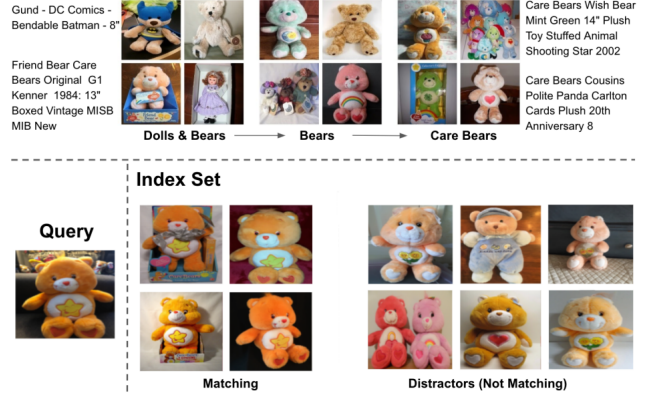 Gund - DC Comics -
Bendable Batman - 8"
Friend Bear Care
Bears Original G1
Kenner 1984: 13"
Boxed Vintage MISB
MIB New
Care Bears Wish Bear
Mint Green 14" Plush
Toy Stuffed Animal
Shooting Star 2002
Care Bears Cousins
Polite Panda Carlton
Cards Plush 20th
Anniversary 8
Dolls & Bears
Bears
Care Bears
Index Set
Query
Matching
Distractors (Not Matching)